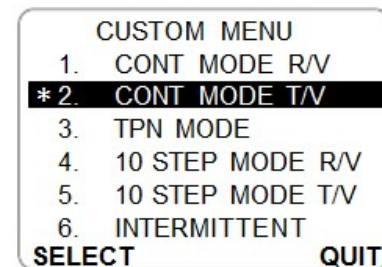 CUSTOM MENU
1. CONT MODE R/V
*2. CONT MODE T/V
3. TPN MODE
4. 10 STEP MODE R/V
5. 10 STEP MODE T/V
6. INTERMITTENT
SELECT QUIT